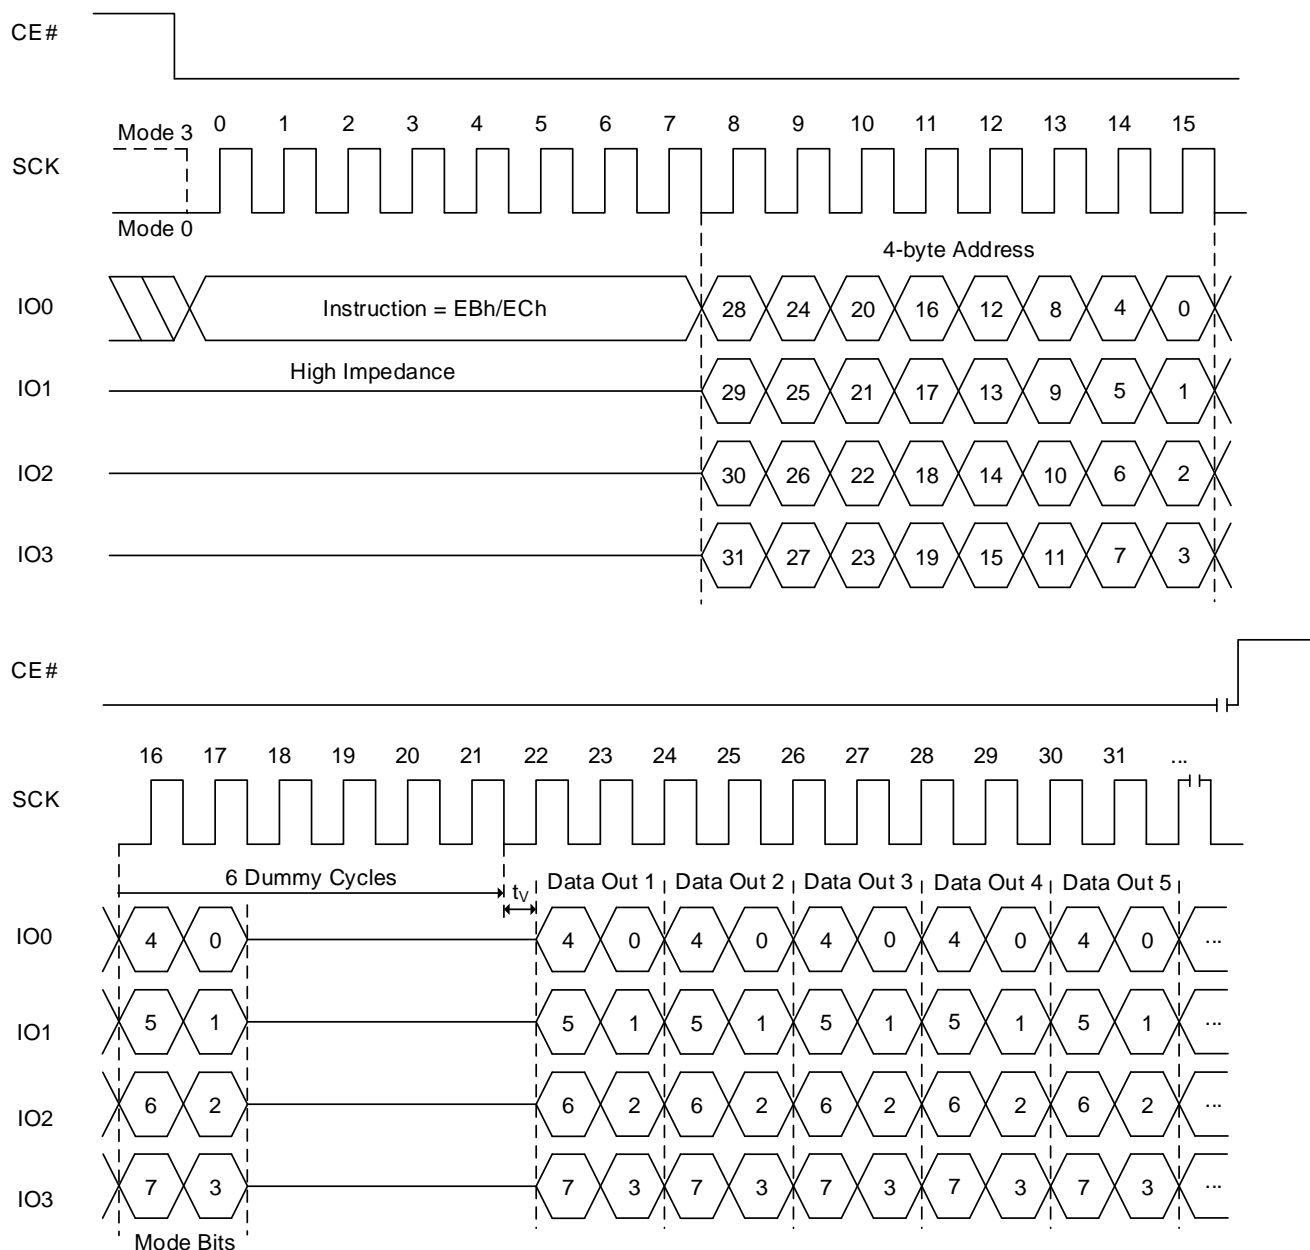 CE#
Mode 3 0 1 2 3 4 5 6 7 8 9 10 11 12 13 14 15
SCK
Mode 0
4-byte Address
IO0 Instruction = EBh/ECh 28 24 20 16 12 8 4 0
High Impedance
IO1 29 25 21 17 13 9 5 1
IO2 30 26 22 18 14 10 6 2
IO3 31 27 23 19 15 11 7 3
CE#
16 17 18 19 20 21 22 23 24 25 26 27 28 29 30 31 ...
SCK
6 Dummy Cycles tV Data Out 1 Data Out 2 Data Out 3 Data Out 4 Data Out 5
IO0 4 0 4 0 4 0 4 0 4 0 4 0 ...
IO1 5 1 5 1 5 1 5 1 5 1 5 1 ...
IO2 6 2 6 2 6 2 6 2 6 2 6 2 ...
IO3 7 3 7 3 7 3 7 3 7 3 7 3 ...
Mode Bits